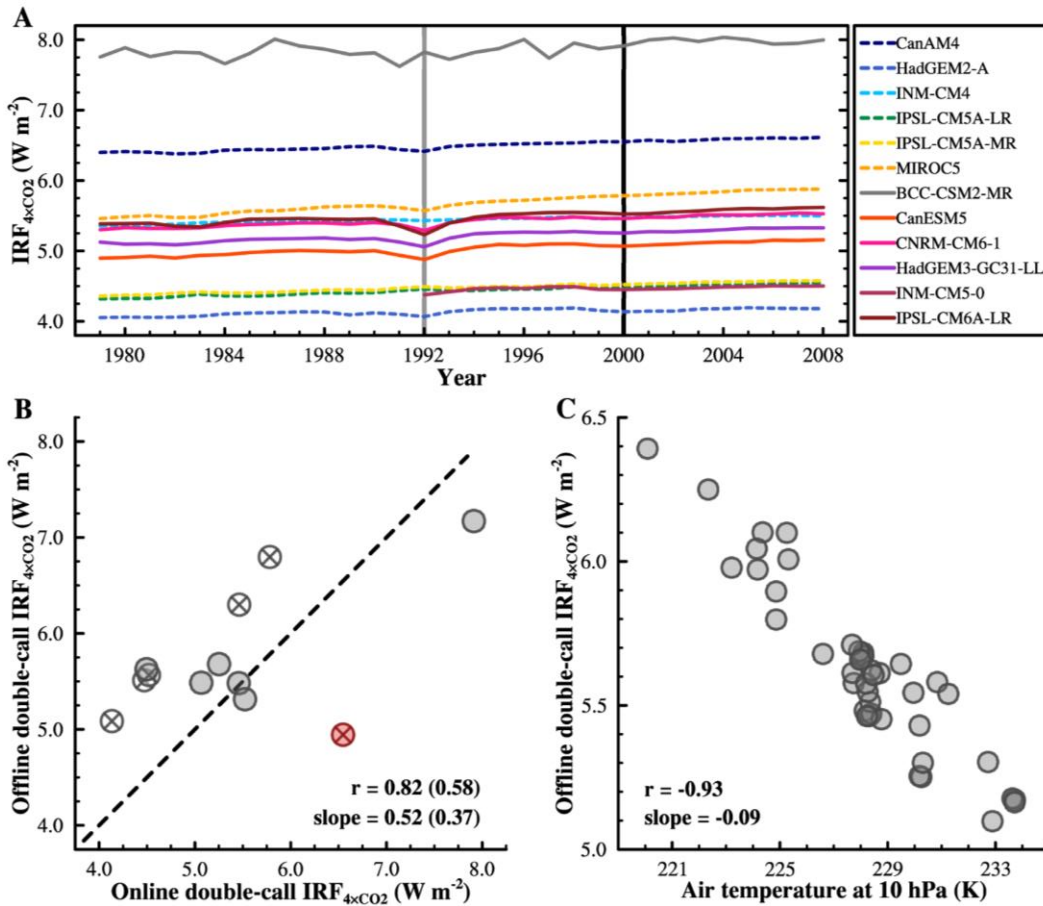 A
IRF4×CO2 (W m-2)
8.0
7.0
6.0
5.0
4.0
1980
1984
1988
1992
1996
2000
2004
2008
Year
CanAM4
HadGEM2-A
INM-CM4
IPSL-CM5A-LR
IPSL-CM5A-MR
MIROC5
BCC-CSM2-MR
CanESM5
CNRM-CM6-1
HadGEM3-GC31-LL
INM-CM5-0
IPSL-CM6A-LR
B
Offline double-call IRF4×CO2 (W m-2)
8.0
7.0
6.0
5.0
4.0
r = 0.82 (0.58)
slope = 0.52 (0.37)
4.0
5.0
6.0
7.0
8.0
Online double-call IRF4×CO2 (W m-2)
C
Offline double-call IRF4×CO2 (W m-2)
6.5
6.0
5.5
5.0
r = -0.93
slope = -0.09
221
225
229
233
Air temperature at 10 hPa (K)